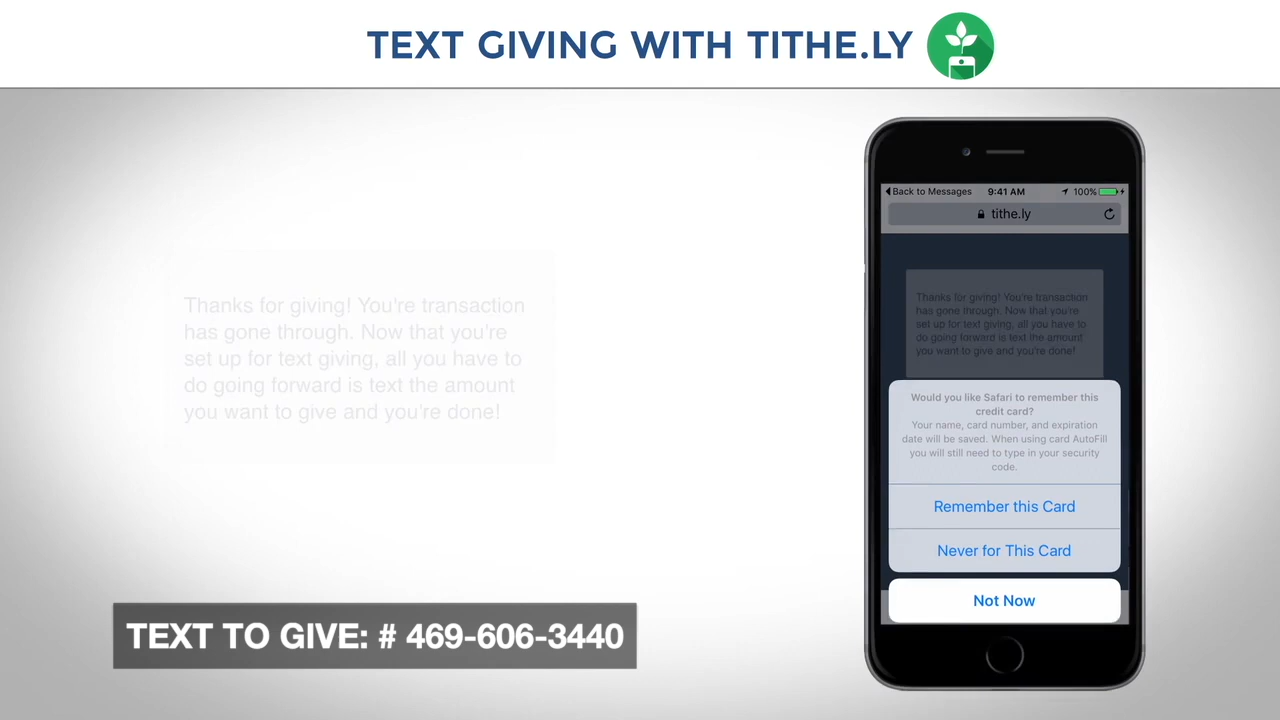 TEXT GIVING WITH TITHE.LY
Thanks for giving! You're transaction
has gone through. Now that you're
set up for text giving, all you have to
do going forward is text the amount
you want to give and you're done!
TEXT TO GIVE: # 469-606-3440
Back to Messages 9:41 AM 100%
tithe.ly
Thanks for giving! You're transaction
has gone through. Now that you're
set up for text giving, all you have to
do going forward is text the amount
you want to give and you're done!
Would you like Safari to remember this
credit card?
Your name, card number, and expiration
date will be saved. When using card AutoFill
you will still need to type in your security
code.
Remember this Card
Never for This Card
Not Now